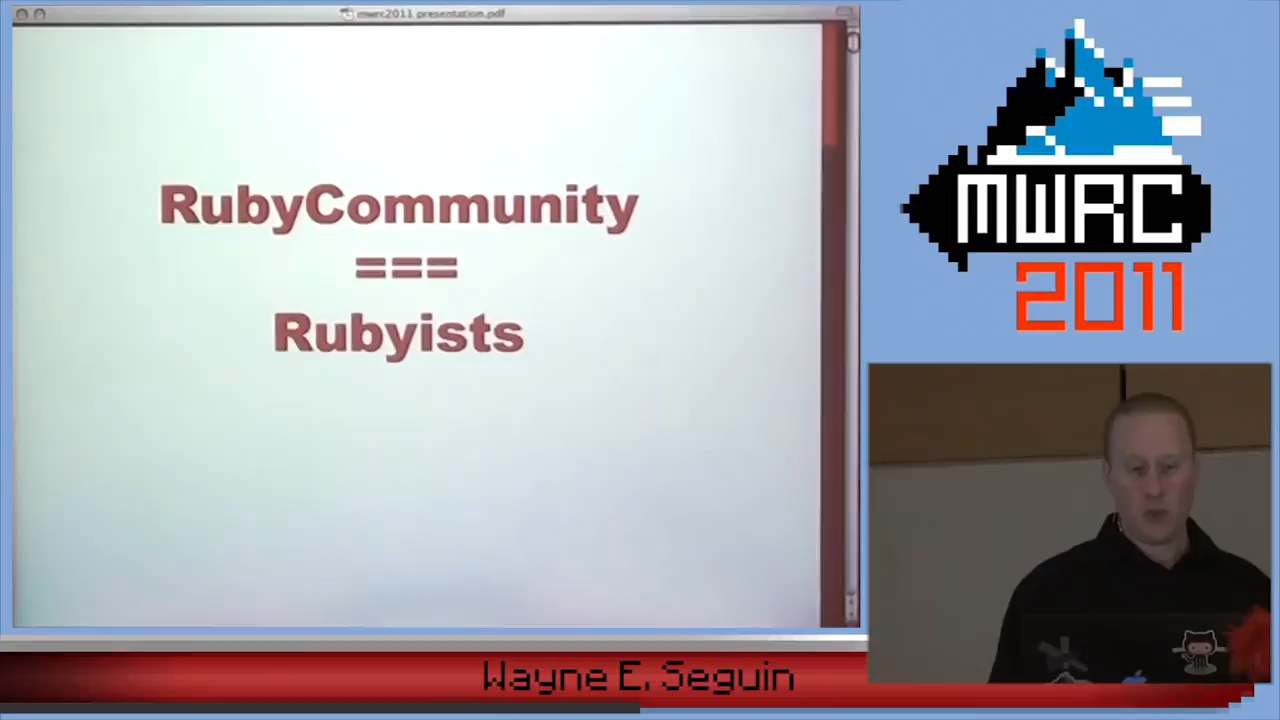 mwrc2011 presentation.pdf
RubyCommunity
===
Rubyists
MWRC
2011
Wayne E. Seguin